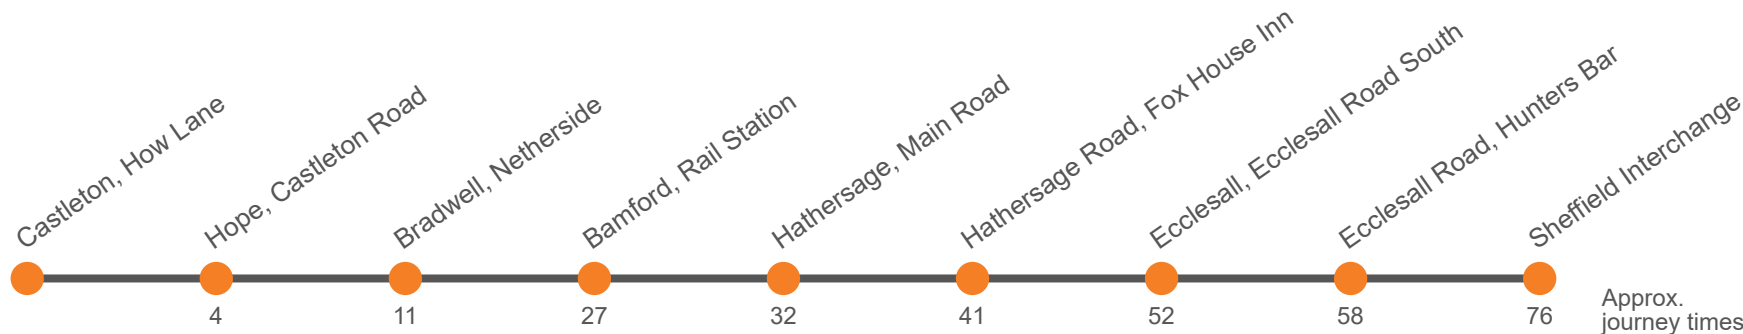 Castleton, How Lane
Hope, Castleton Road
Bradwell, Netherside
Bamford, Rail Station
Hathersage, Main Road
Hathersage Road, Fox House Inn
Ecclesall, Ecclesall Road South
Ecclesall Road, Hunters Bar
Sheffield Interchange
4 11 27 32 41 52 58 76
Approx.
journey times